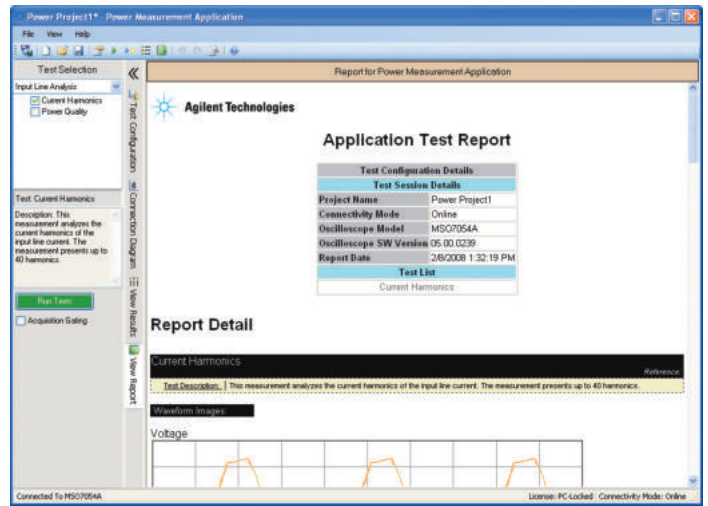 Power Project1* - Power Measurement Application
File View Help
Test Selection
Input Line Analysis
Current Harmonics
Power Quality
Test: Current Harmonics
Description: This
measurement analyzes the
current harmonics of the
input line current. The
measurement presents up to
40 harmonics.
Run Tests
Acquisition Gating
Test Configuration
Connection Diagram
View Results
View Report
Report for Power Measurement Application
Agilent Technologies
Application Test Report
Test Configuration Details
Test Session Details
Project Name Power Project1
Connectivity Mode Online
Oscilloscope Model MSO7054A
Oscilloscope SW Version 05.00.0239
Report Date 2/8/2008 1:32:19 PM
Test List
Current Harmonics
Report Detail
Current Harmonics
Reference:
Test Description: This measurement analyzes the current harmonics of the input line current. The measurement presents up to 40 harmonics.
Waveform Images:
Voltage
Connected To MSO7054A
License: PC-Locked Connectivity Mode: Online